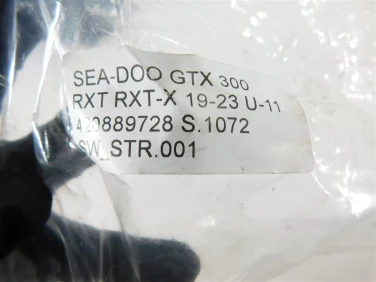 SEA-DOO GTX 300
RXT RXT-X 19-23 U-11
420889728 S.1072
SW_STR.001